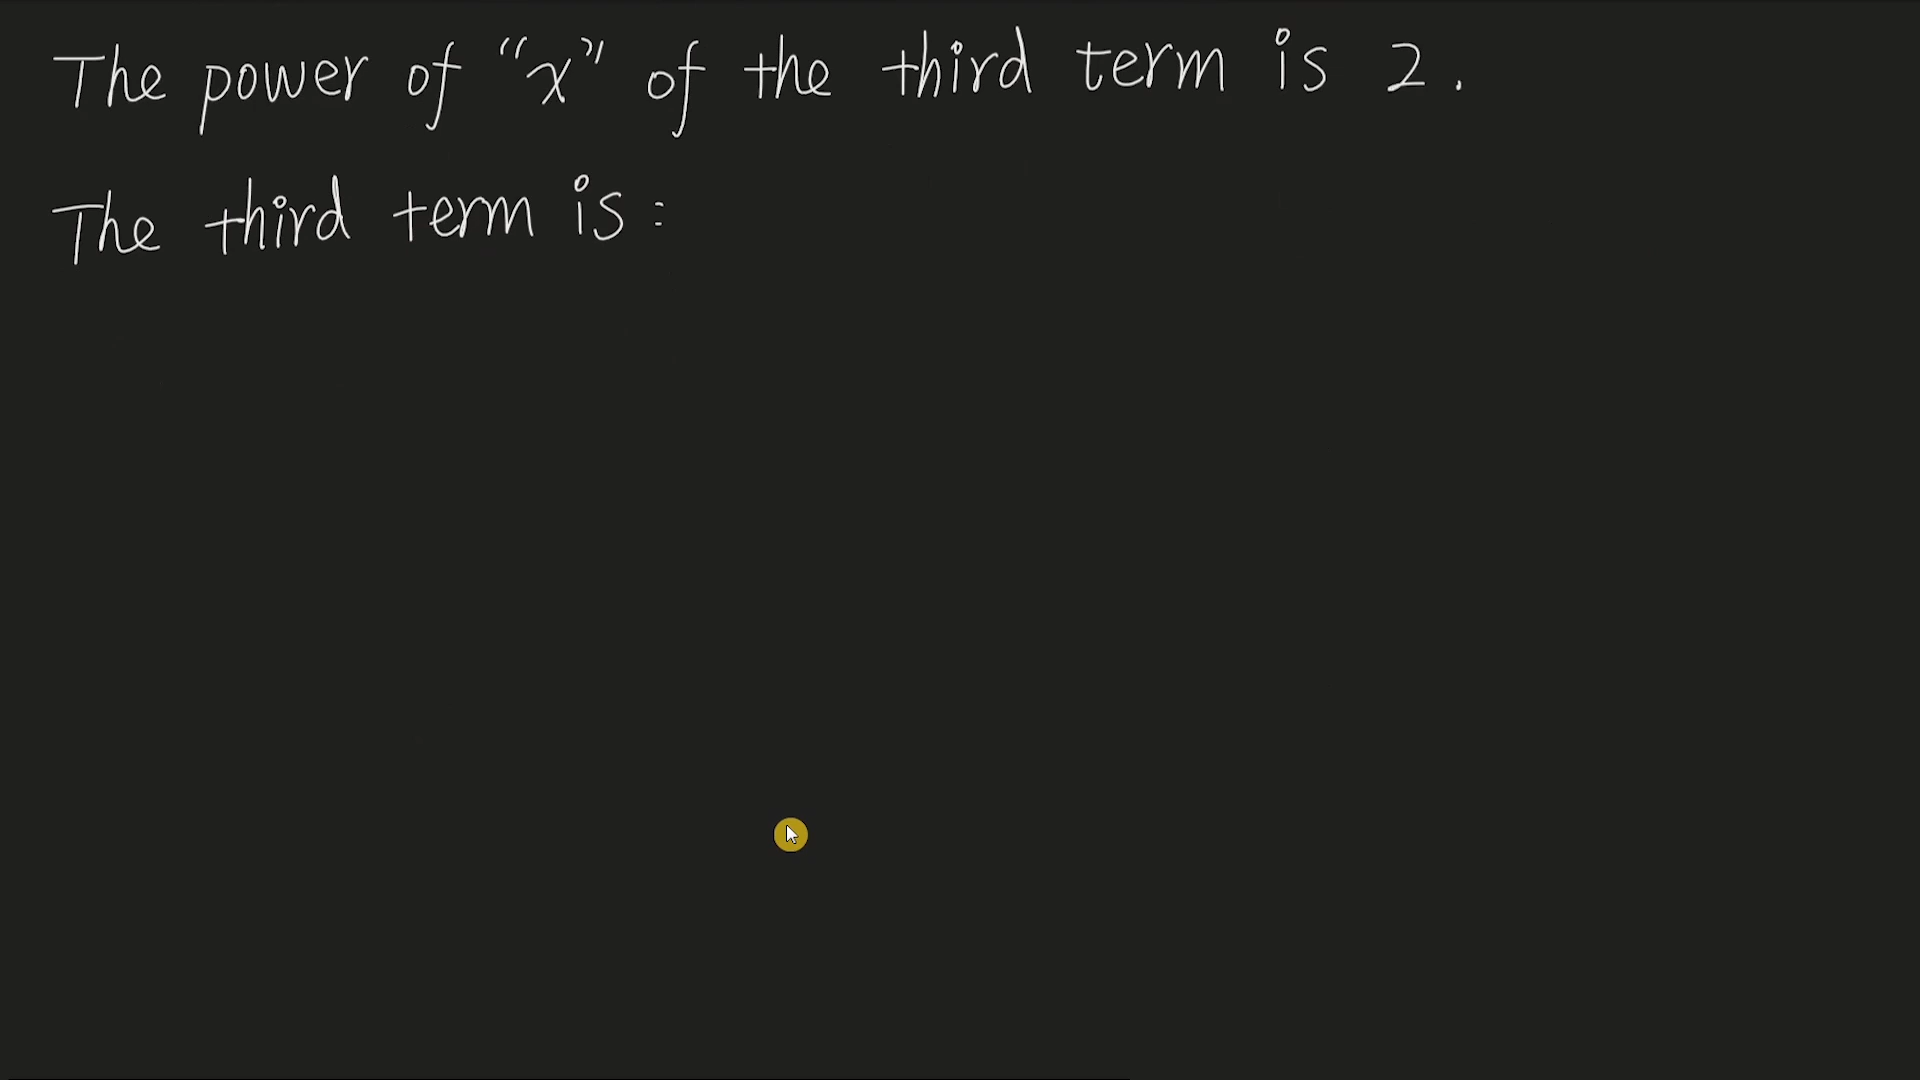 The power of “x” of the third term is 2.
The third term is: